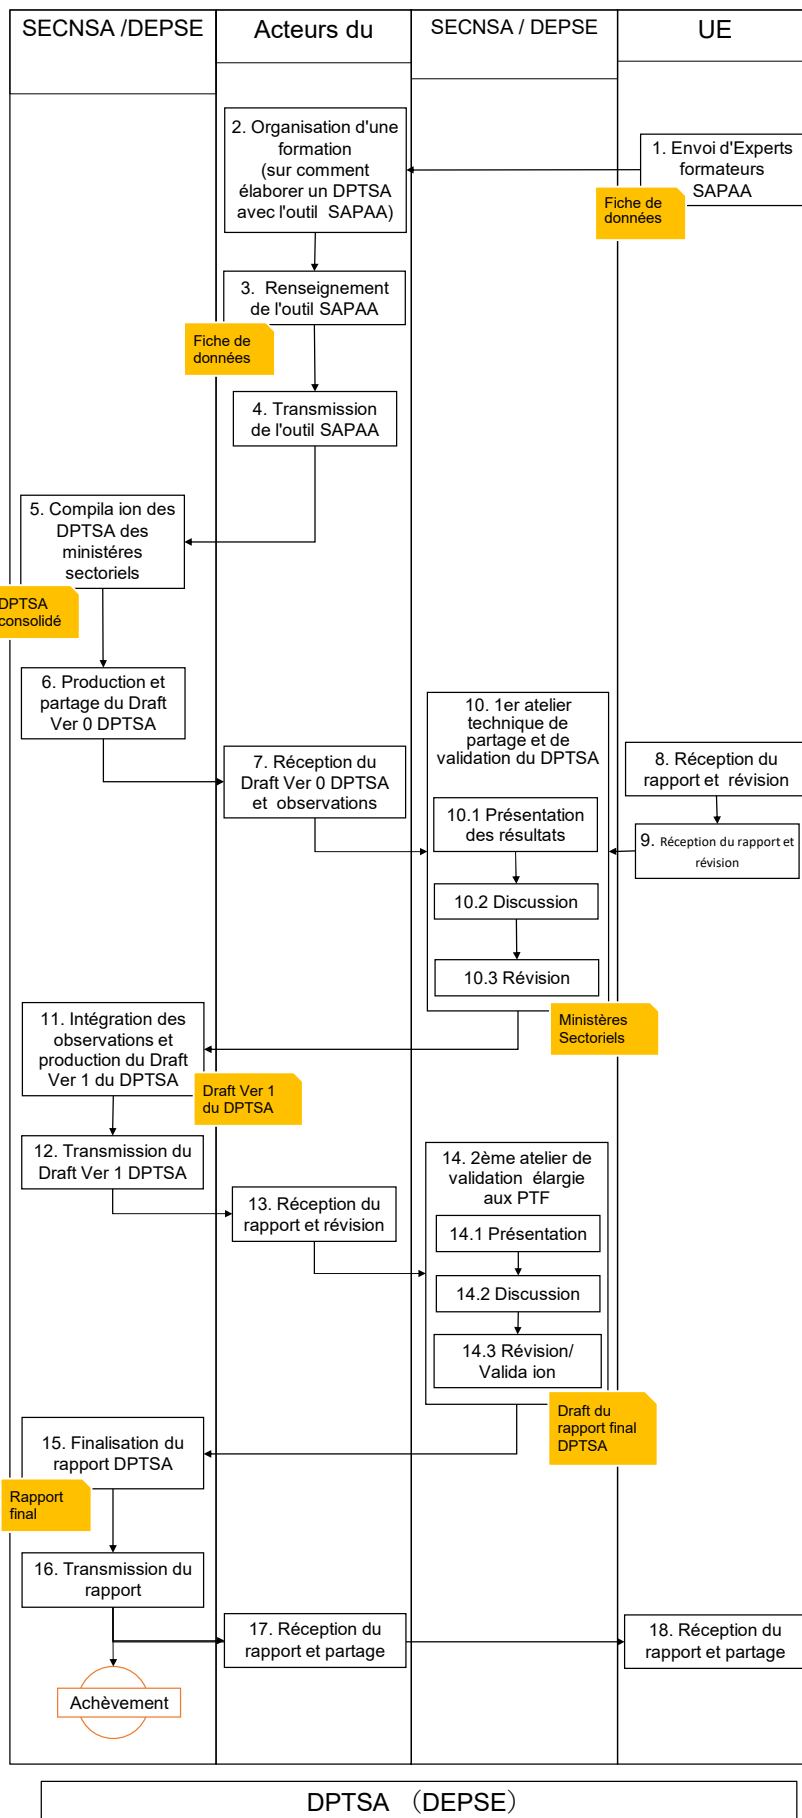 SECNSA /DEPSE
Acteurs du
SECNSA / DEPSE
UE
2. Organisation d'une
formation
(sur comment
élaborer un DPTSA
avec l'outil SAPAA)
1. Envoi d'Experts
formateurs
SAPAA
Fiche de
données
3. Renseignement
de l'outil SAPAA
Fiche de
données
4. Transmission
de l'outil SAPAA
5. Compila ion des
DPTSA des
ministéres
sectoriels
DPTSA
consolidé
6. Production et
partage du Draft
Ver 0 DPTSA
7. Réception du
Draft Ver 0 DPTSA
et observations
10. 1er atelier
technique de
partage et de
validation du DPTSA
8. Réception du
rapport et révision
10.1 Présentation
des résultats
9. Réception du rapport et
révision
10.2 Discussion
10.3 Révision
Ministères
Sectoriels
11. Intégration des
observations et
production du Draft
Ver 1 du DPTSA
Draft Ver 1
du DPTSA
12. Transmission du
Draft Ver 1 DPTSA
13. Réception du
rapport et révision
14. 2ème atelier de
validation élargie
aux PTF
14.1 Présentation
14.2 Discussion
14.3 Révision/
Valida ion
Draft du
rapport final
DPTSA
15. Finalisation du
rapport DPTSA
Rapport
final
16. Transmission du
rapport
17. Réception du
rapport et partage
18. Réception du
rapport et partage
Achèvement
DPTSA （DEPSE）